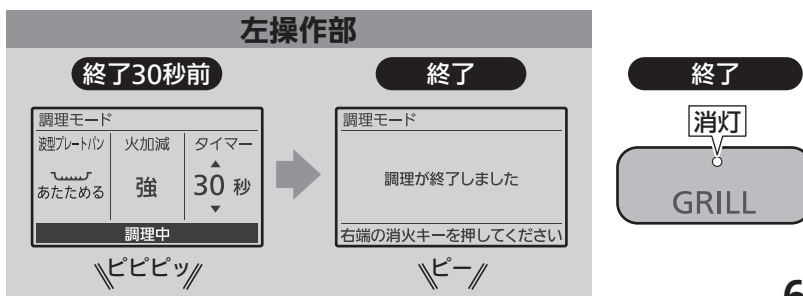 左操作部
終了30秒前
調理モード
波型プレートパン
あたためる
火加減
強
タイマー
30 秒
調理中
ピピピッ
終了
調理モード
調理が終了しました
右端の消火キーを押してください
ピー
終了
消灯
GRILL